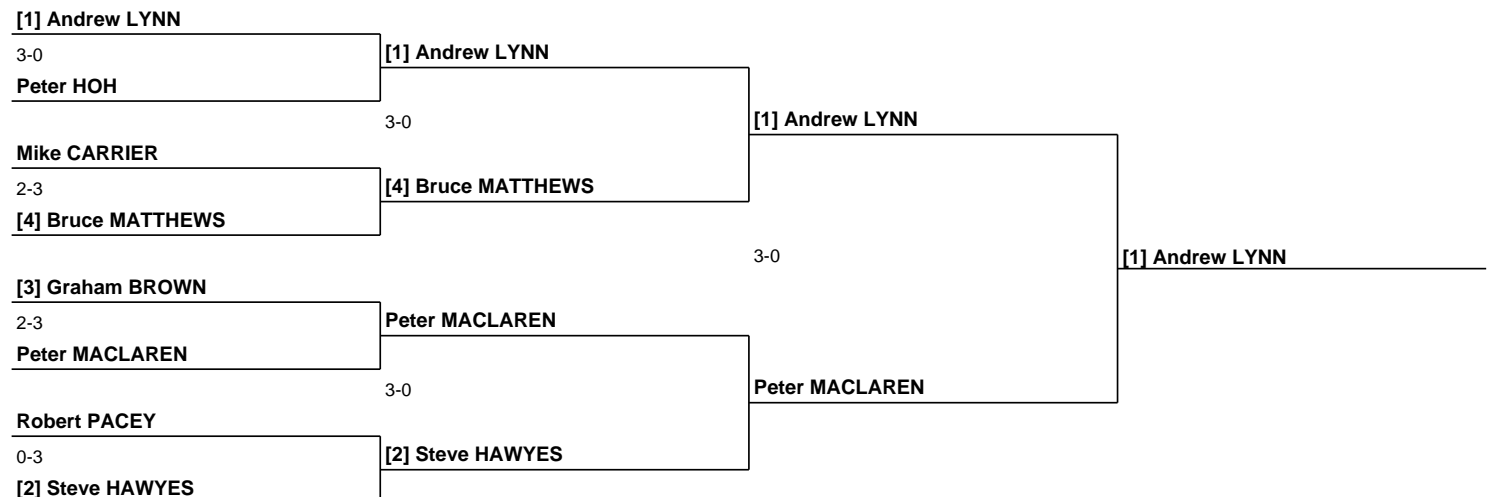 [1] Andrew LYNN
3-0
[1] Andrew LYNN
Peter HOH
3-0
[1] Andrew LYNN
Mike CARRIER
2-3
[4] Bruce MATTHEWS
[4] Bruce MATTHEWS
3-0
[1] Andrew LYNN
[3] Graham BROWN
2-3
Peter MACLAREN
Peter MACLAREN
3-0
Peter MACLAREN
Robert PACEY
0-3
[2] Steve HAWYES
[2] Steve HAWYES